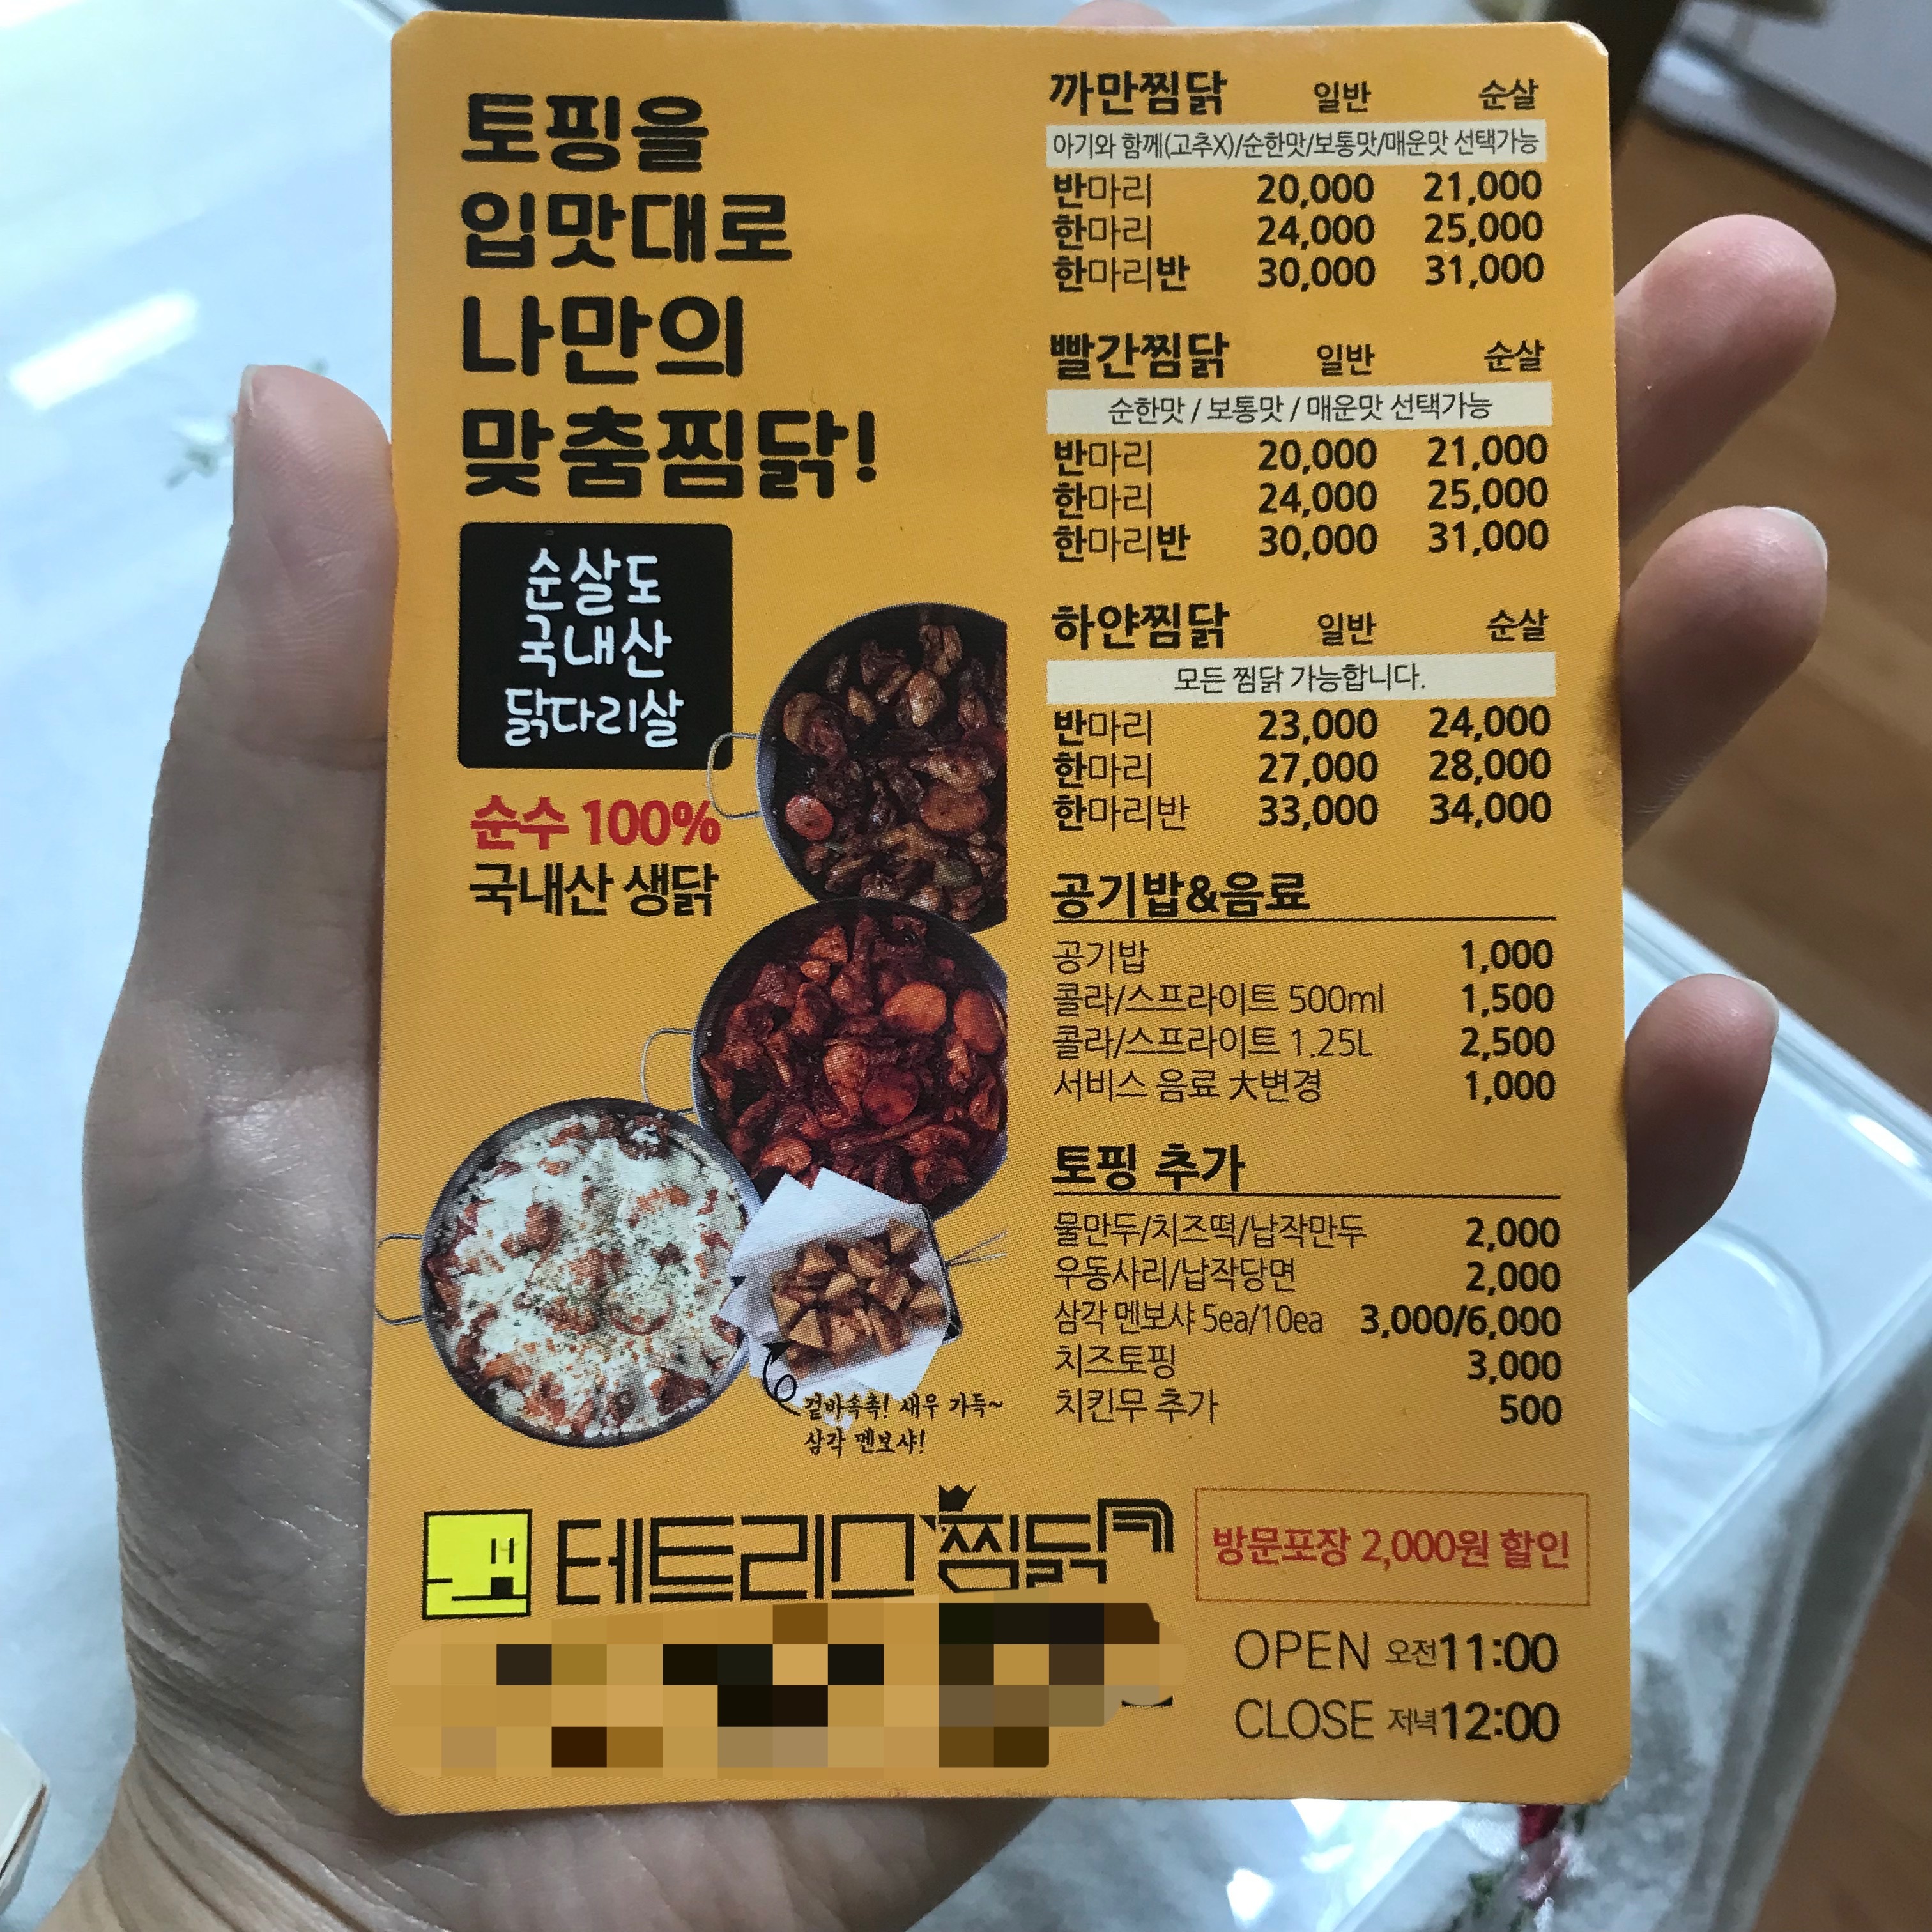 토핑을
입맛대로
나만의
맞춤찜닭!
순살도
국내산
닭다리살
순수 100%
국내산 생닭
겉바속촉! 새우 가득~
삼각 멘보샤!
까만찜닭 일반 순살
아기와 함께(고추X)/순한맛/보통맛/매운맛 선택가능
반마리 20,000 21,000
한마리 24,000 25,000
한마리반 30,000 31,000
빨간찜닭 일반 순살
순한맛 / 보통맛 / 매운맛 선택가능
반마리 20,000 21,000
한마리 24,000 25,000
한마리반 30,000 31,000
하얀찜닭 일반 순살
모든 찜닭 가능합니다.
반마리 23,000 24,000
한마리 27,000 28,000
한마리반 33,000 34,000
공기밥&음료
공기밥 1,000
콜라/스프라이트 500ml 1,500
콜라/스프라이트 1.25L 2,500
서비스 음료 大변경 1,000
토핑 추가
물만두/치즈떡/납작만두 2,000
우동사리/납작당면 2,000
삼각 멘보샤 5ea/10ea 3,000/6,000
치즈토핑 3,000
치킨무 추가 500
테트리스찜닭
방문포장 2,000원 할인
OPEN 오전11:00
CLOSE 저녁12:00